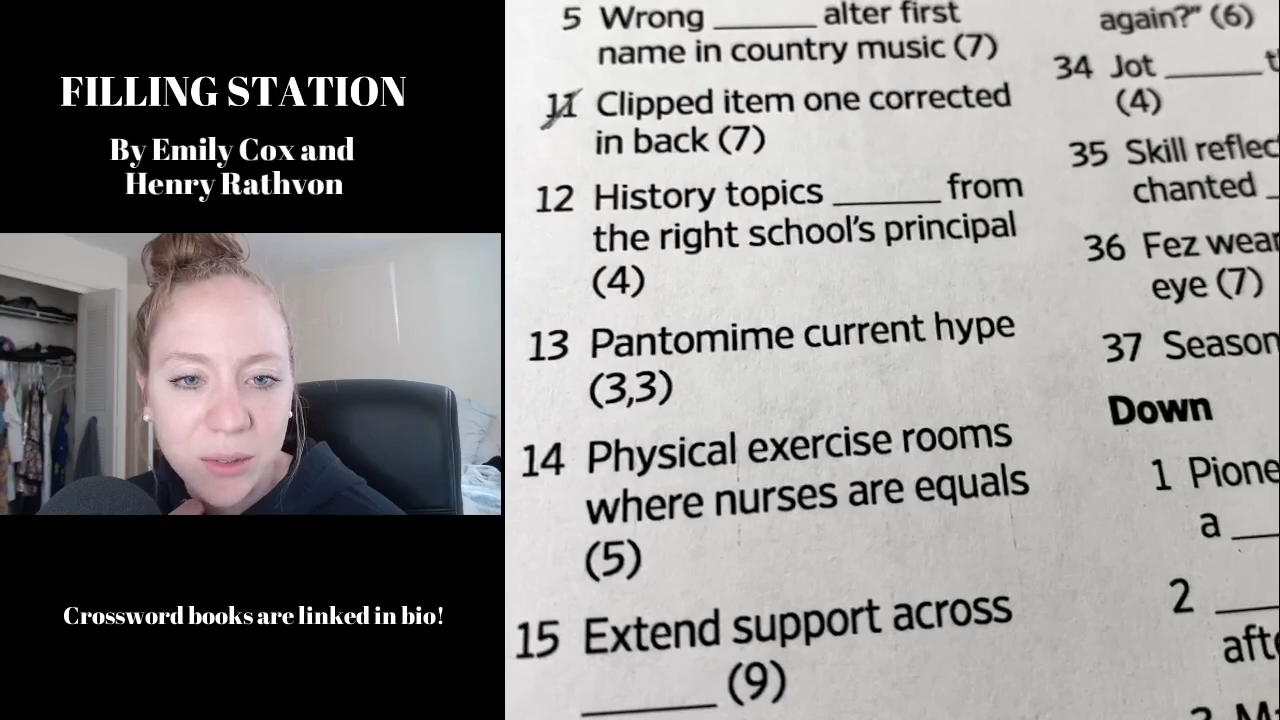 FILLING STATION
By Emily Cox and
Henry Rathvon
Crossword books are linked in bio!
5 Wrong ______ alter first
name in country music (7)
11 Clipped item one corrected
in back (7)
12 History topics ______ from
the right school's principal
(4)
13 Pantomime current hype
(3,3)
14 Physical exercise rooms
where nurses are equals
(5)
15 Extend support across
______ (9)
again?" (6)
34 Jot ______
(4)
35 Skill
chanted
36 Fez
eye (7)
37 Season
Down
1
a ___
2 ___